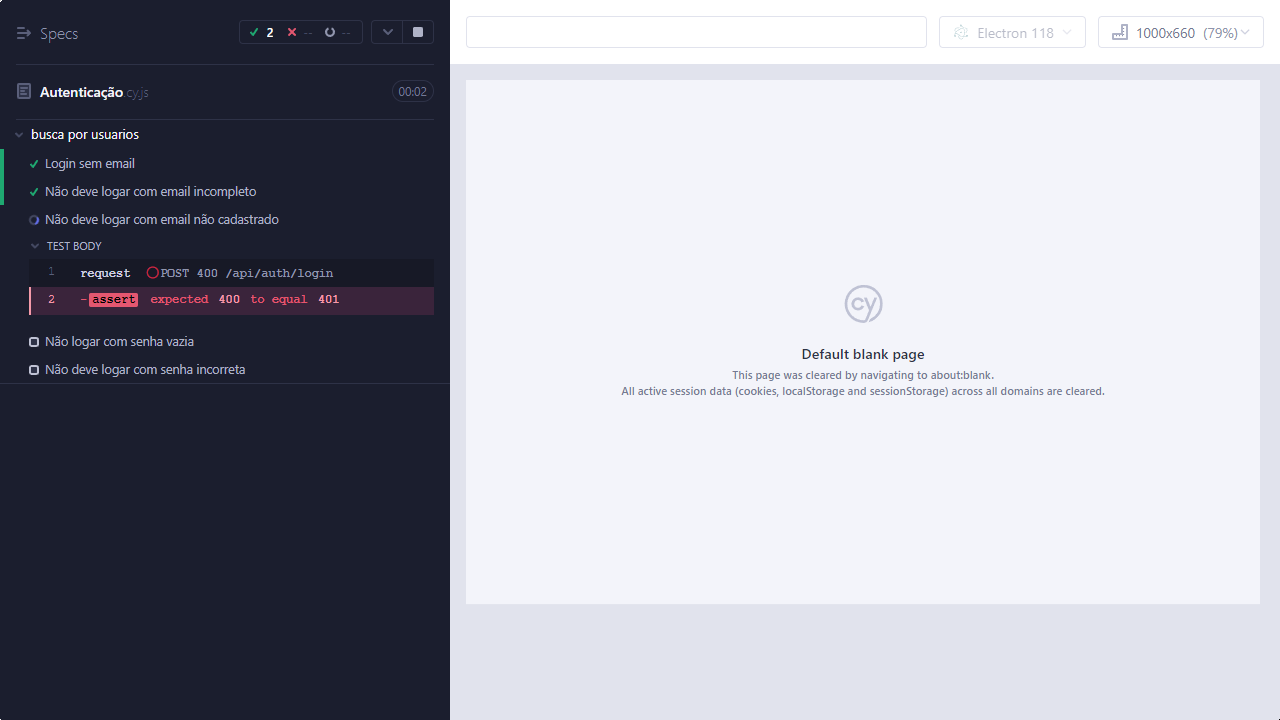 Specs
2 -- --
Autenticação cy.js 00:02
busca por usuarios
Login sem email
Não deve logar com email incompleto
Não deve logar com email não cadastrado
TEST BODY
1 request POST 400 /api/auth/login
2 -assert expected 400 to equal 401
Não logar com senha vazia
Não deve logar com senha incorreta
Electron 118
1000x660 (79%)
cy
Default blank page
This page was cleared by navigating to about:blank.
All active session data (cookies, localStorage and sessionStorage) across all domains are cleared.